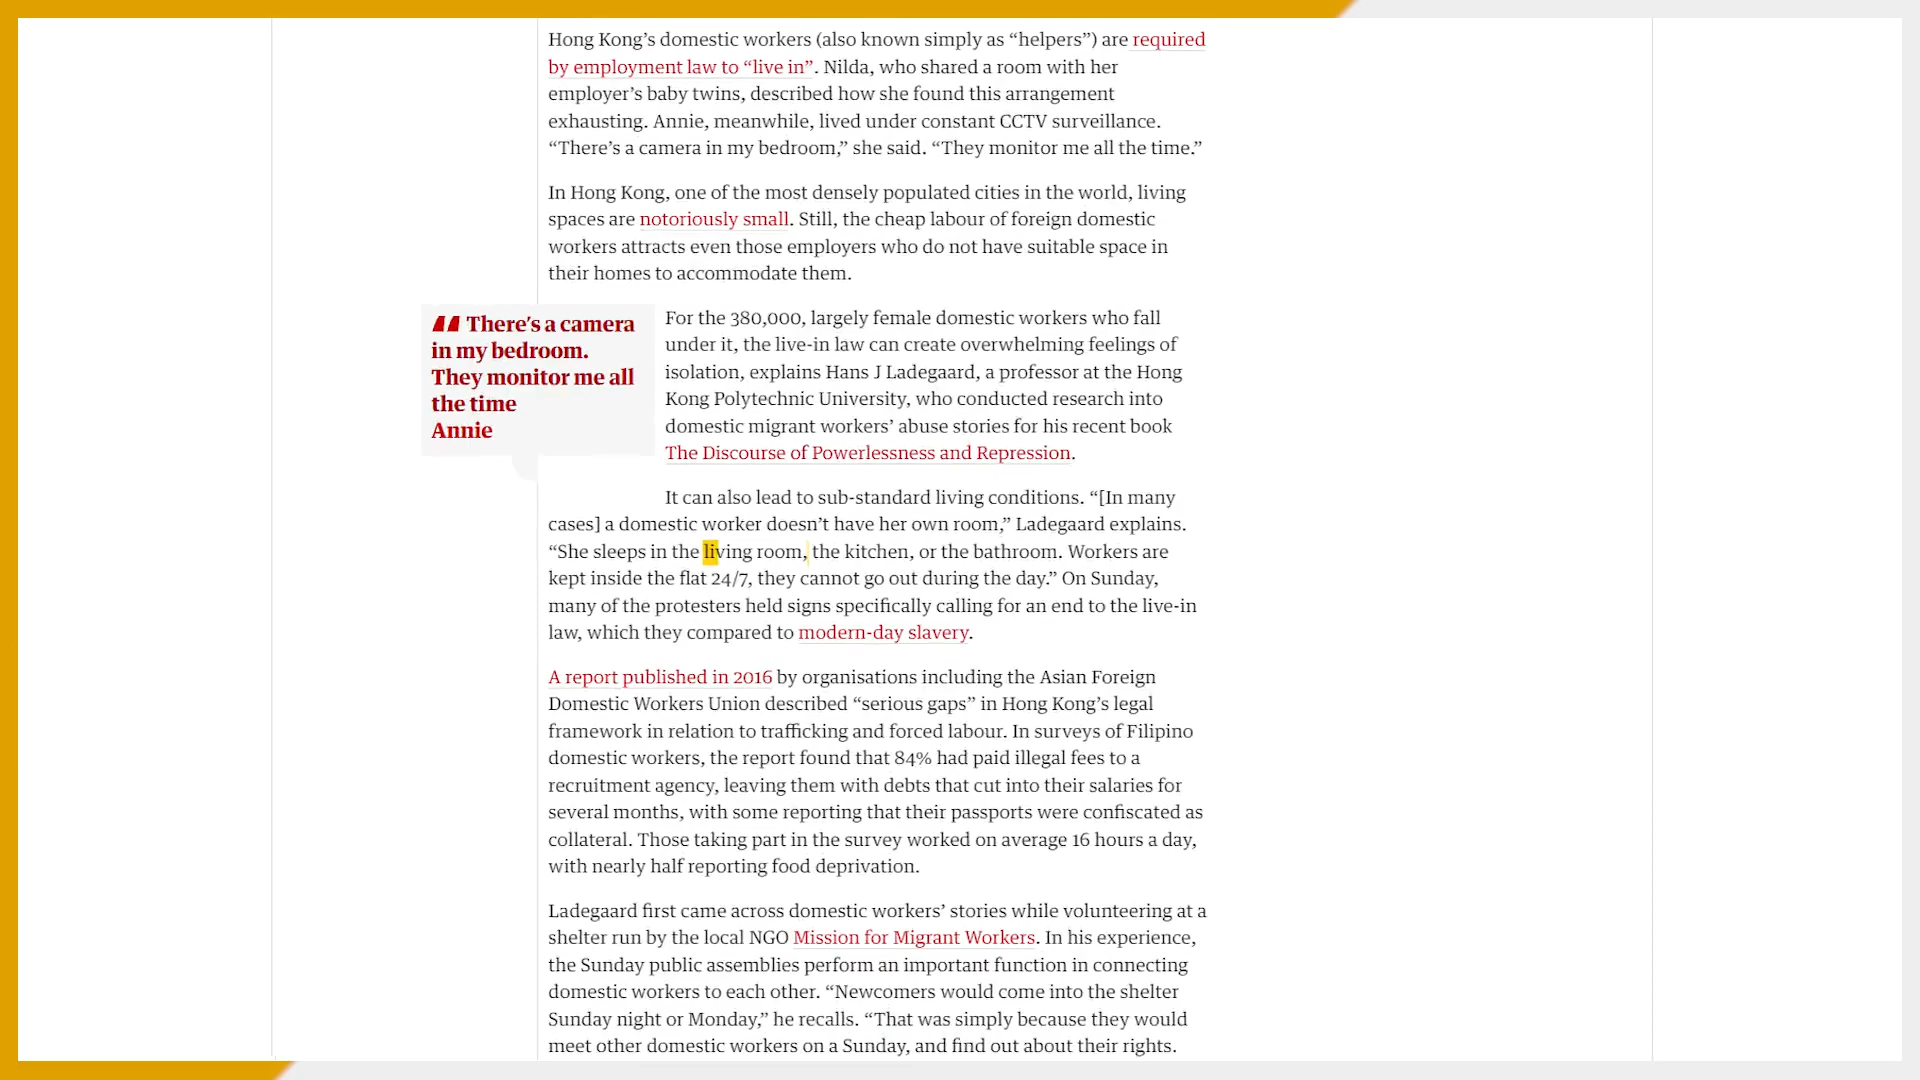 Hong Kong’s domestic workers (also known simply as “helpers”) are required
by employment law to “live in”. Nilda, who shared a room with her
employer’s baby twins, described how she found this arrangement
exhausting. Annie, meanwhile, lived under constant CCTV surveillance.
“There’s a camera in my bedroom,” she said. “They monitor me all the time.”
In Hong Kong, one of the most densely populated cities in the world, living
spaces are notoriously small. Still, the cheap labour of foreign domestic
workers attracts even those employers who do not have suitable space in
their homes to accommodate them.
“There’s a camera
in my bedroom.
They monitor me all
the time
Annie
For the 380,000, largely female domestic workers who fall
under it, the live-in law can create overwhelming feelings of
isolation, explains Hans J Ladegaard, a professor at the Hong
Kong Polytechnic University, who conducted research into
domestic migrant workers’ abuse stories for his recent book
The Discourse of Powerlessness and Repression.
It can also lead to sub-standard living conditions. “[In many
cases] a domestic worker doesn’t have her own room,” Ladegaard explains.
“She sleeps in the living room, the kitchen, or the bathroom. Workers are
kept inside the flat 24/7, they cannot go out during the day.” On Sunday,
many of the protesters held signs specifically calling for an end to the live-in
law, which they compared to modern-day slavery.
A report published in 2016 by organisations including the Asian Foreign
Domestic Workers Union described “serious gaps” in Hong Kong’s legal
framework in relation to trafficking and forced labour. In surveys of Filipino
domestic workers, the report found that 84% had paid illegal fees to a
recruitment agency, leaving them with debts that cut into their salaries for
several months, with some reporting that their passports were confiscated as
collateral. Those taking part in the survey worked on average 16 hours a day,
with nearly half reporting food deprivation.
Ladegaard first came across domestic workers’ stories while volunteering at a
shelter run by the local NGO Mission for Migrant Workers. In his experience,
the Sunday public assemblies perform an important function in connecting
domestic workers to each other. “Newcomers would come into the shelter
Sunday night or Monday,” he recalls. “That was simply because they would
meet other domestic workers on a Sunday, and find out about their rights.